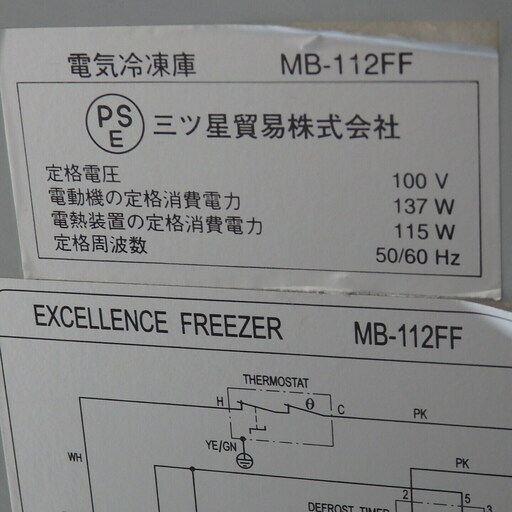 電気冷凍庫 MB-112FF
PS E 三ツ星貿易株式会社
定格電圧 100 V
電動機の定格消費電力 137 W
電熱装置の定格消費電力 115 W
定格周波数 50/60 Hz
EXCELLENCE FREEZER MB-112FF
THERMOSTAT
H θ C PK
YE/GN
WH PK
2 5
DEFROST TIMER 3